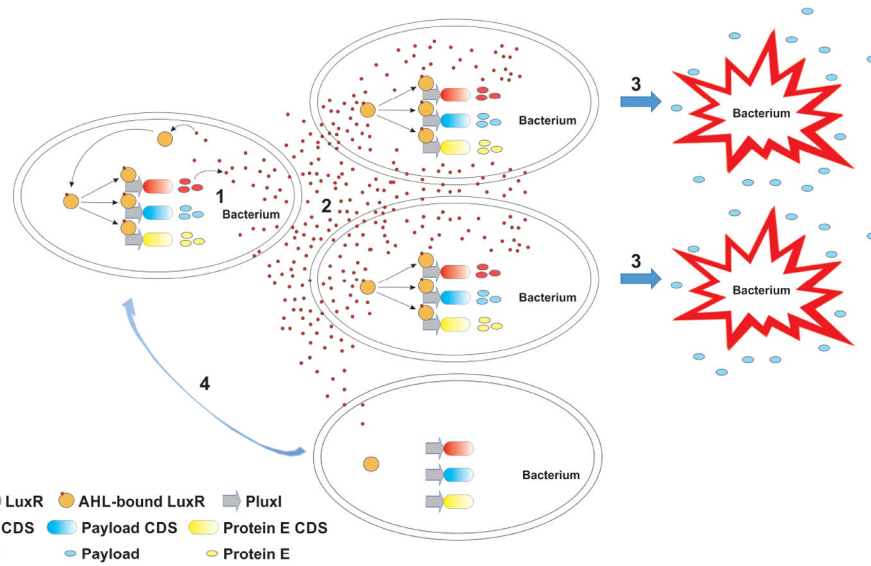 3
Bacterium
Bacterium
1
Bacterium
2
3
Bacterium
Bacterium
4
Bacterium
LuxR
AHL-bound LuxR
PluxI
CDS
Payload CDS
Protein E CDS
Payload
Protein E